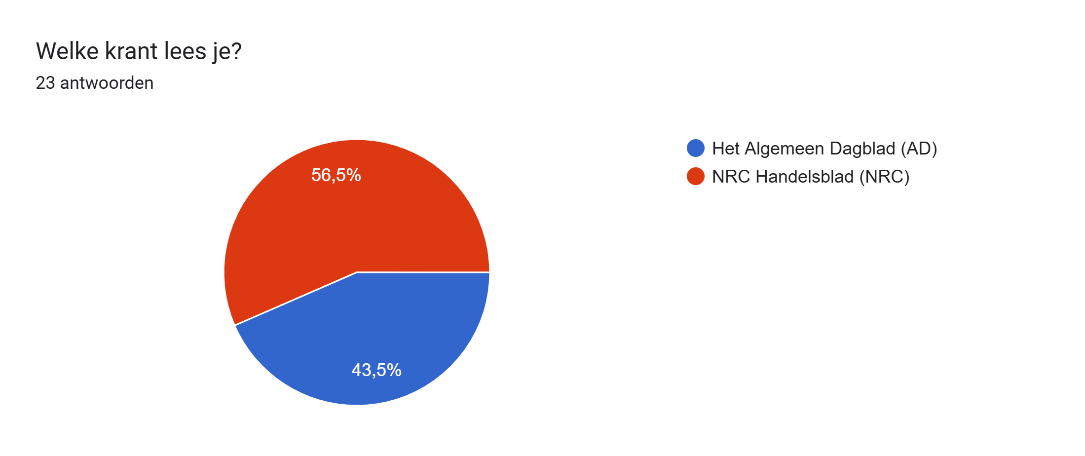 Welke krant lees je?
23 antwoorden
56,5%
43,5%
Het Algemeen Dagblad (AD)
NRC Handelsblad (NRC)